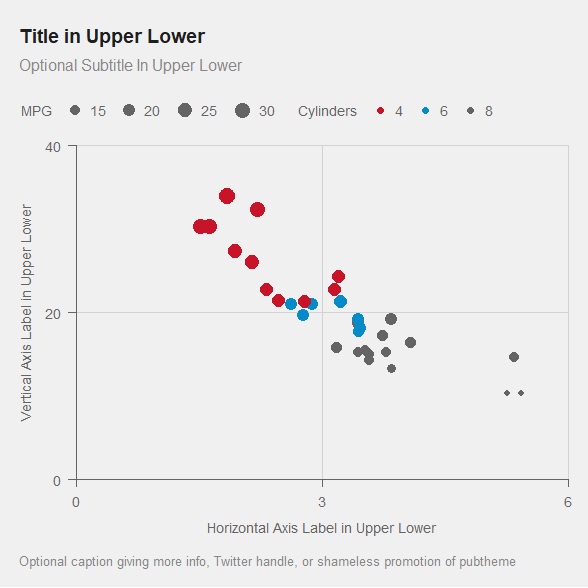 Title in Upper Lower
Optional Subtitle In Upper Lower
MPG 15 20 25 30 Cylinders 4 6 8
40
20
0
Vertical Axis Label in Upper Lower
0 3 6
Horizontal Axis Label in Upper Lower
Optional caption giving more info, Twitter handle, or shameless promotion of pubtheme